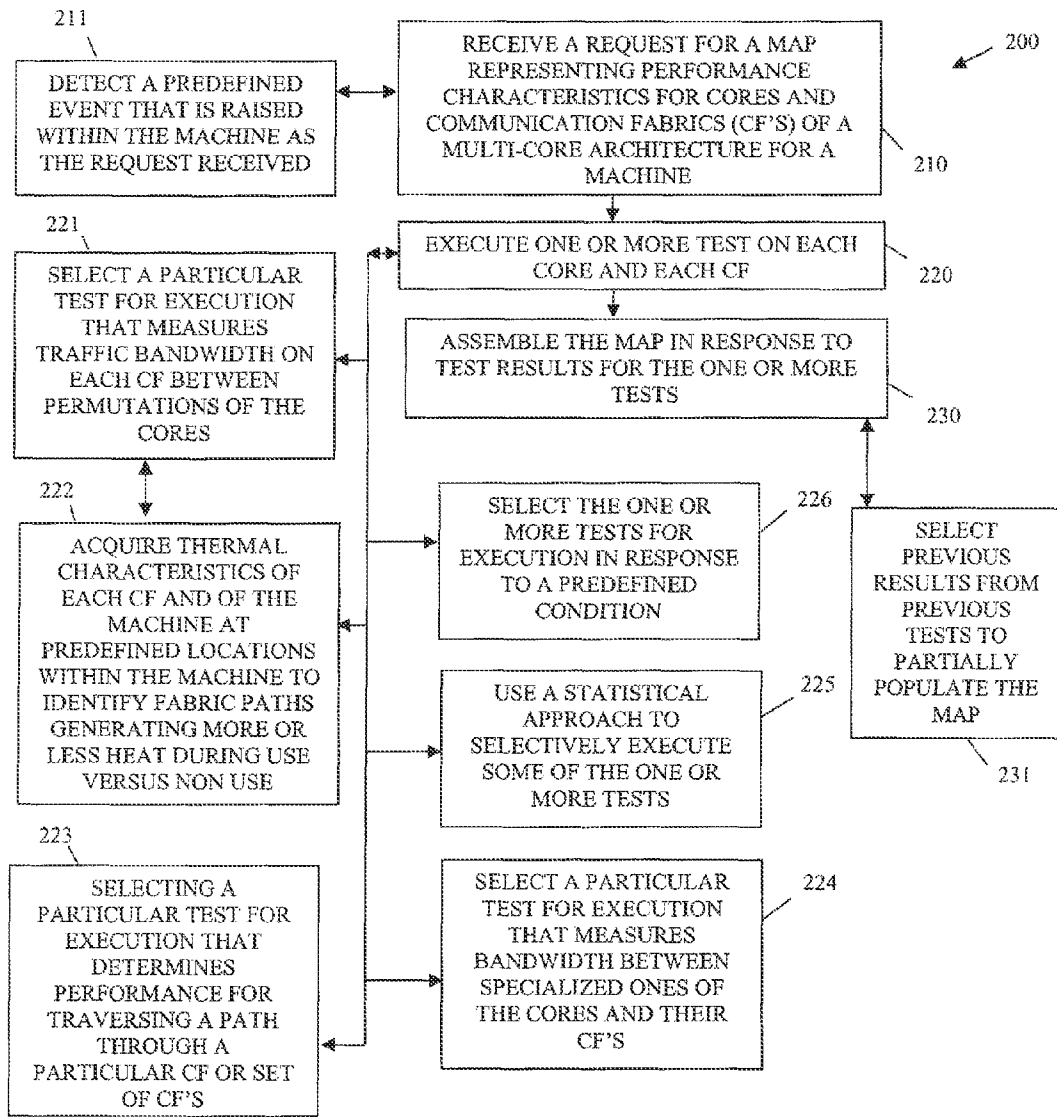 211
DETECT A PREDEFINED
EVENT THAT IS RAISED
WITHIN THE MACHINE AS
THE REQUEST RECEIVED
RECEIVE A REQUEST FOR A MAP
REPRESENTING PERFORMANCE
CHARACTERISTICS FOR CORES AND
COMMUNICATION FABRICS (CF'S) OF A
MULTI-CORE ARCHITECTURE FOR A
MACHINE
200
210
EXECUTE ONE OR MORE TEST ON EACH
CORE AND EACH CF
220
221
SELECT A PARTICULAR
TEST FOR EXECUTION
THAT MEASURES
TRAFFIC BANDWIDTH ON
EACH CF BETWEEN
PERMUTATIONS OF THE
CORES
ASSEMBLE THE MAP IN RESPONSE TO
TEST RESULTS FOR THE ONE OR MORE
TESTS
230
222
ACQUIRE THERMAL
CHARACTERISTICS OF
EACH CF AND OF THE
MACHINE AT
PREDEFINED LOCATIONS
WITHIN THE MACHINE TO
IDENTIFY FABRIC PATHS
GENERATING MORE OR
LESS HEAT DURING USE
VERSUS NON USE
SELECT THE ONE OR
MORE TESTS FOR
EXECUTION IN RESPONSE
TO A PREDEFINED
CONDITION
226
SELECT
PREVIOUS
RESULTS FROM
PREVIOUS
TESTS TO
PARTIALLY
POPULATE THE
MAP
231
USE A STATISTICAL
APPROACH TO
SELECTIVELY EXECUTE
SOME OF THE ONE OR
MORE TESTS
225
223
SELECTING A
PARTICULAR TEST FOR
EXECUTION THAT
DETERMINES
PERFORMANCE FOR
TRAVERSING A PATH
THROUGH A
PARTICULAR CF OR SET
OF CF'S
SELECT A PARTICULAR
TEST FOR EXECUTION
THAT MEASURES
BANDWIDTH BETWEEN
SPECIALIZED ONES OF
THE CORES AND THEIR
CF'S
224